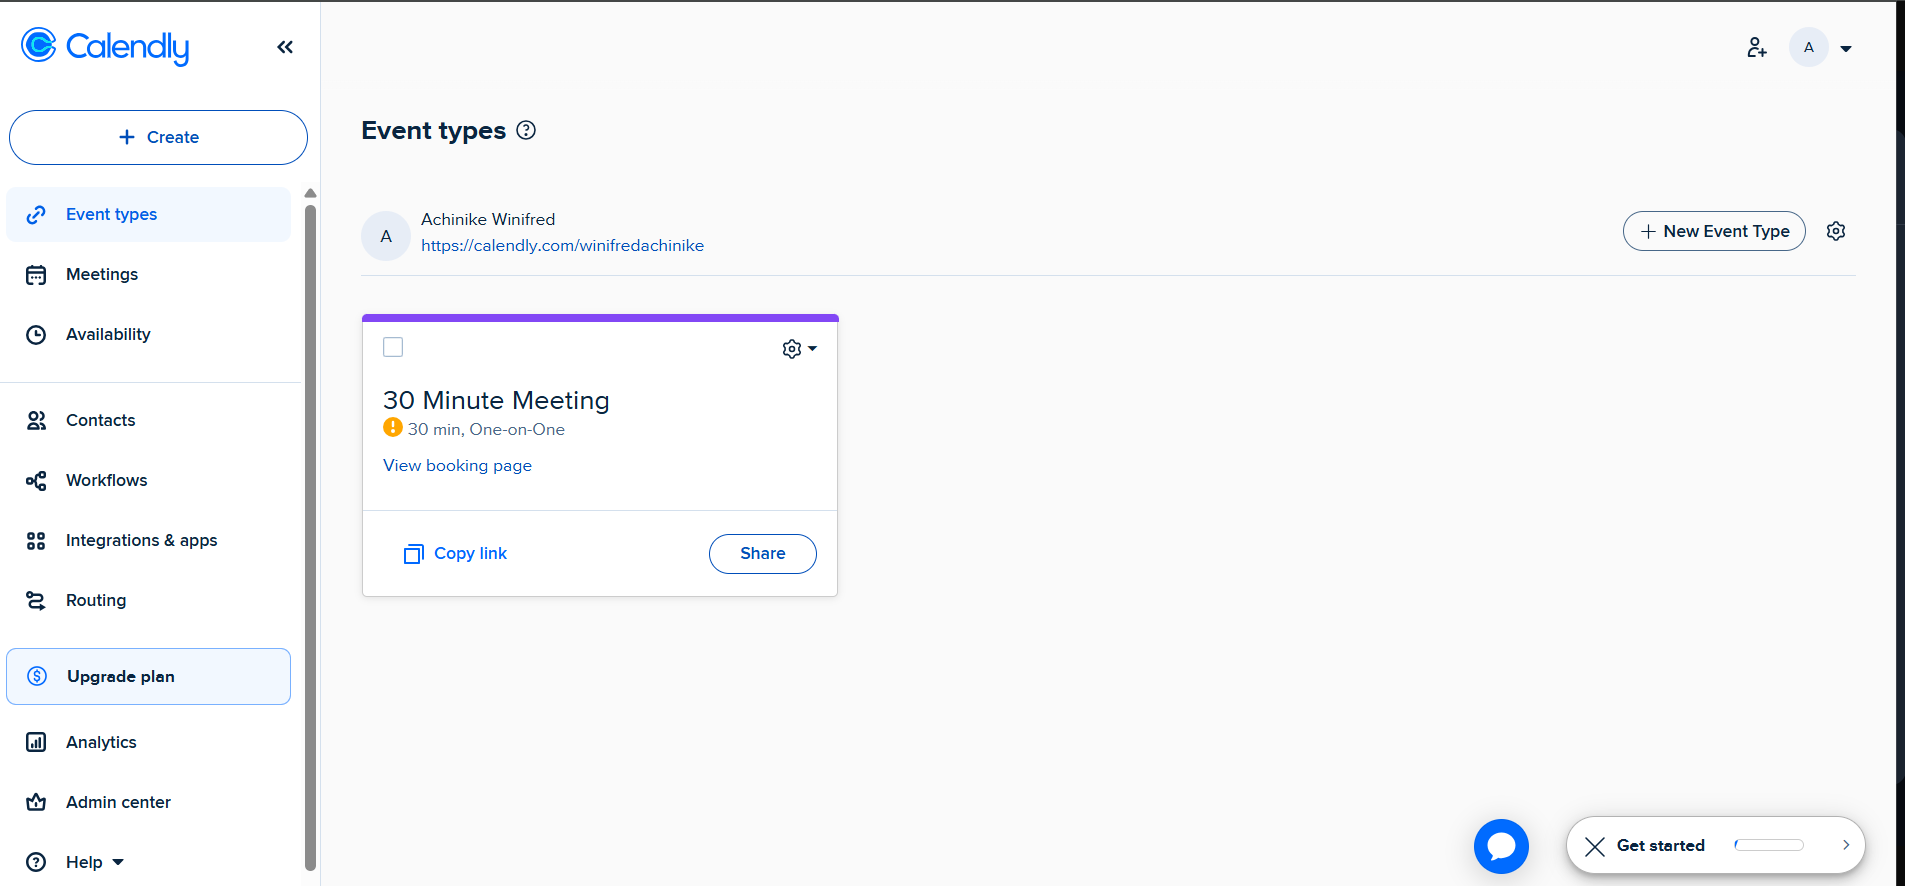 Calendly
Create
Event types
Meetings
Availability
Contacts
Workflows
Integrations & apps
Routing
Upgrade plan
Analytics
Admin center
Help
A
Event types
A
Achinike Winifred
https://calendly.com/winifredachinike
New Event Type
30 Minute Meeting
30 min, One-on-One
View booking page
Copy link
Share
Get started